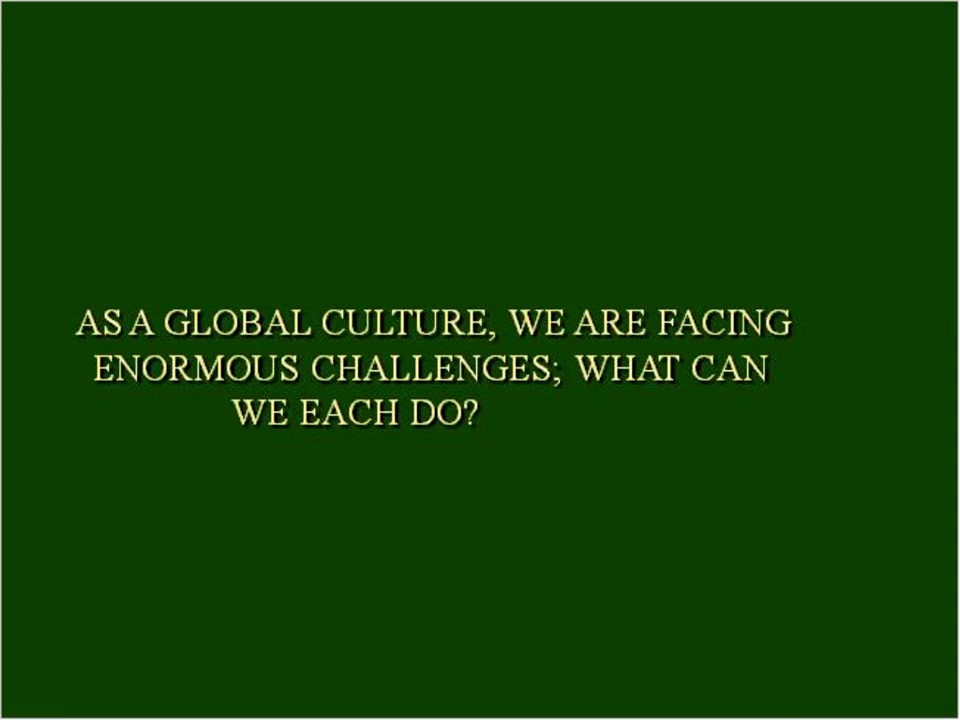 AS A GLOBAL CULTURE, WE ARE FACING
ENORMOUS CHALLENGES; WHAT CAN
WE EACH DO?